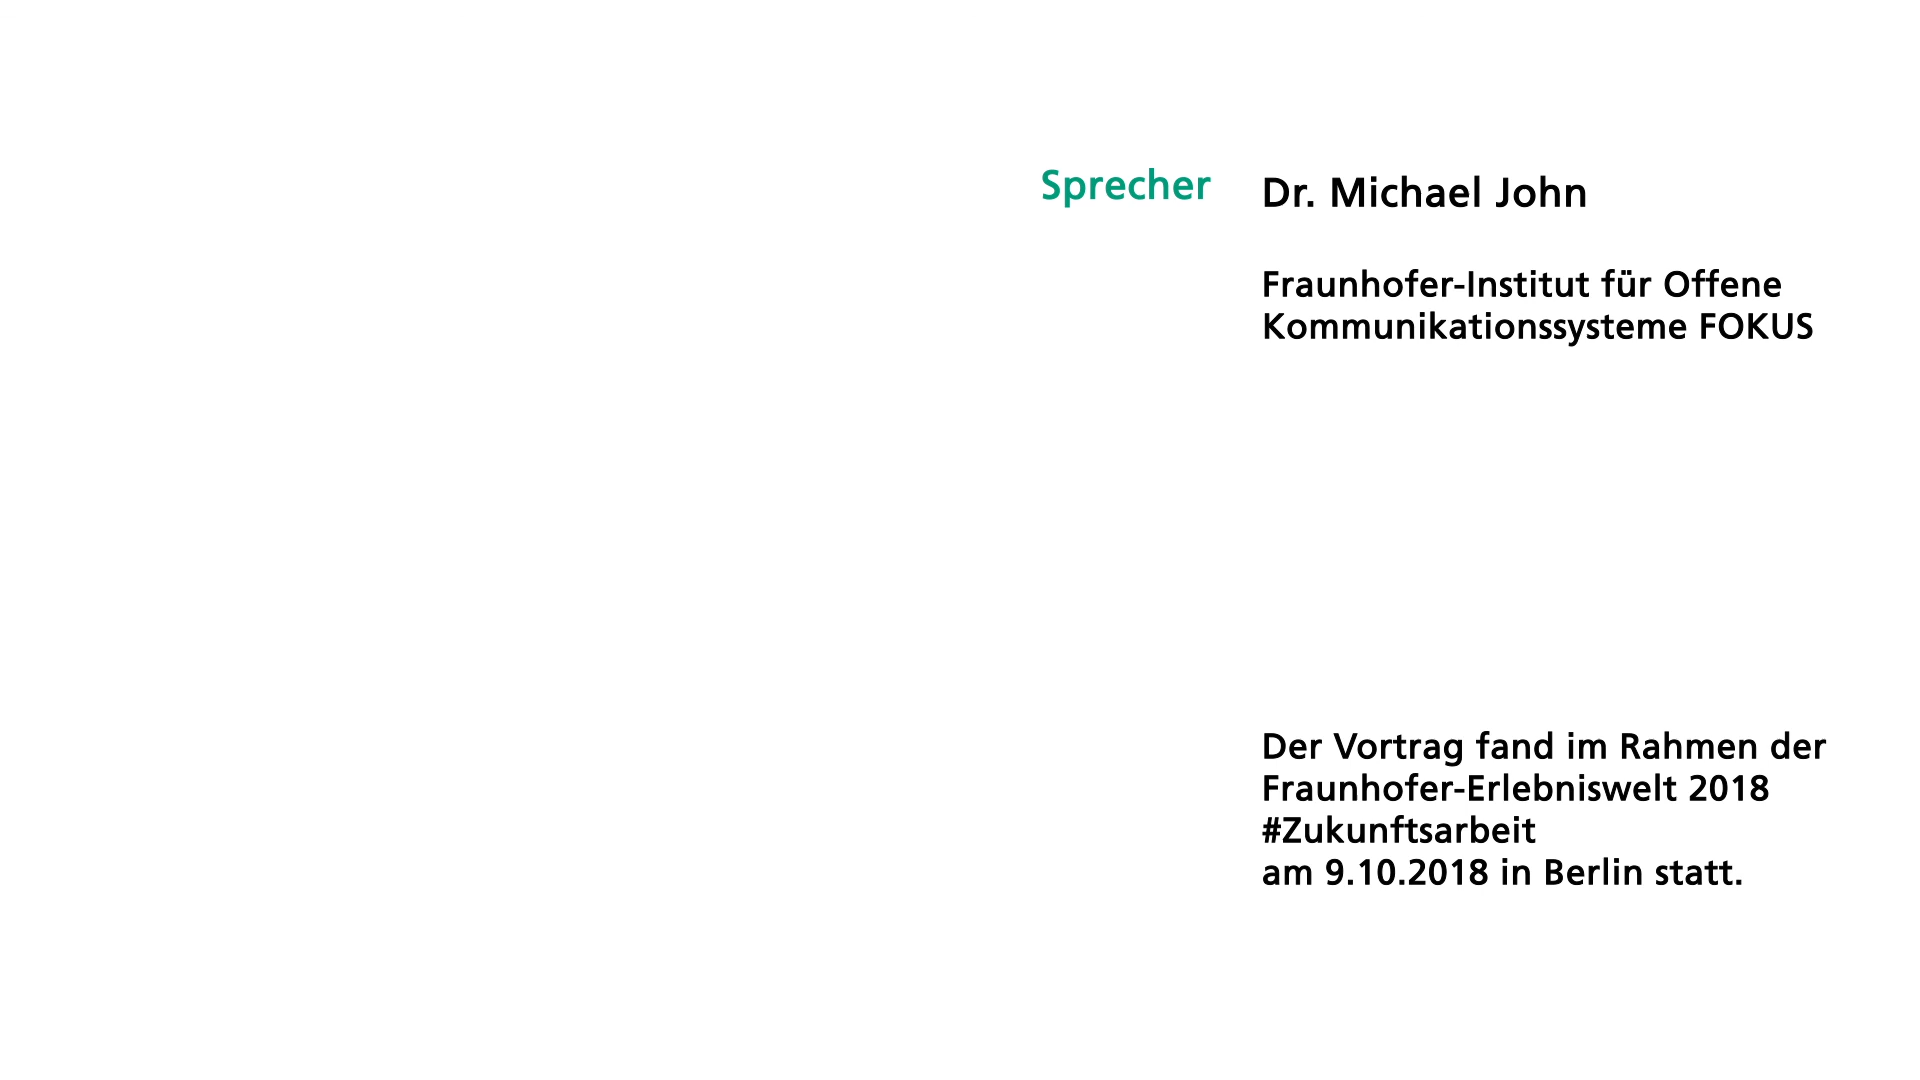 Sprecher
Dr. Michael John
Fraunhofer-Institut für Offene
Kommunikationssysteme FOKUS
Der Vortrag fand im Rahmen der
Fraunhofer-Erlebniswelt 2018
#Zukunftsarbeit
am 9.10.2018 in Berlin statt.